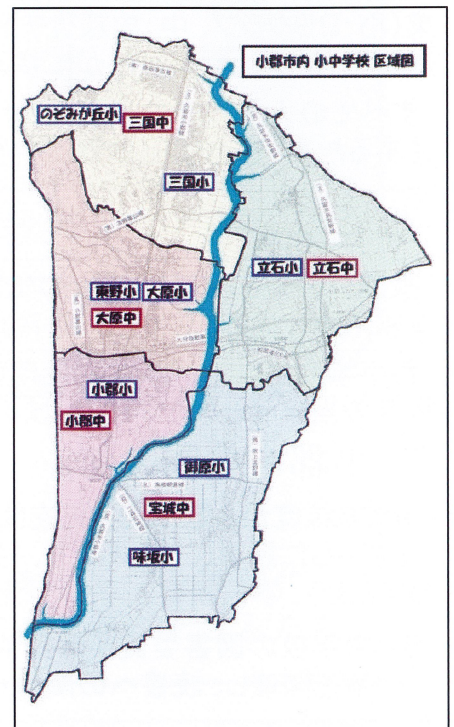 小郡市内 小中学校 区域図
のぞみが丘小
三国中
三国小
立石小
立石中
東野小
大原小
大原中
小郡小
小郡中
御原小
宝城中
味坂小